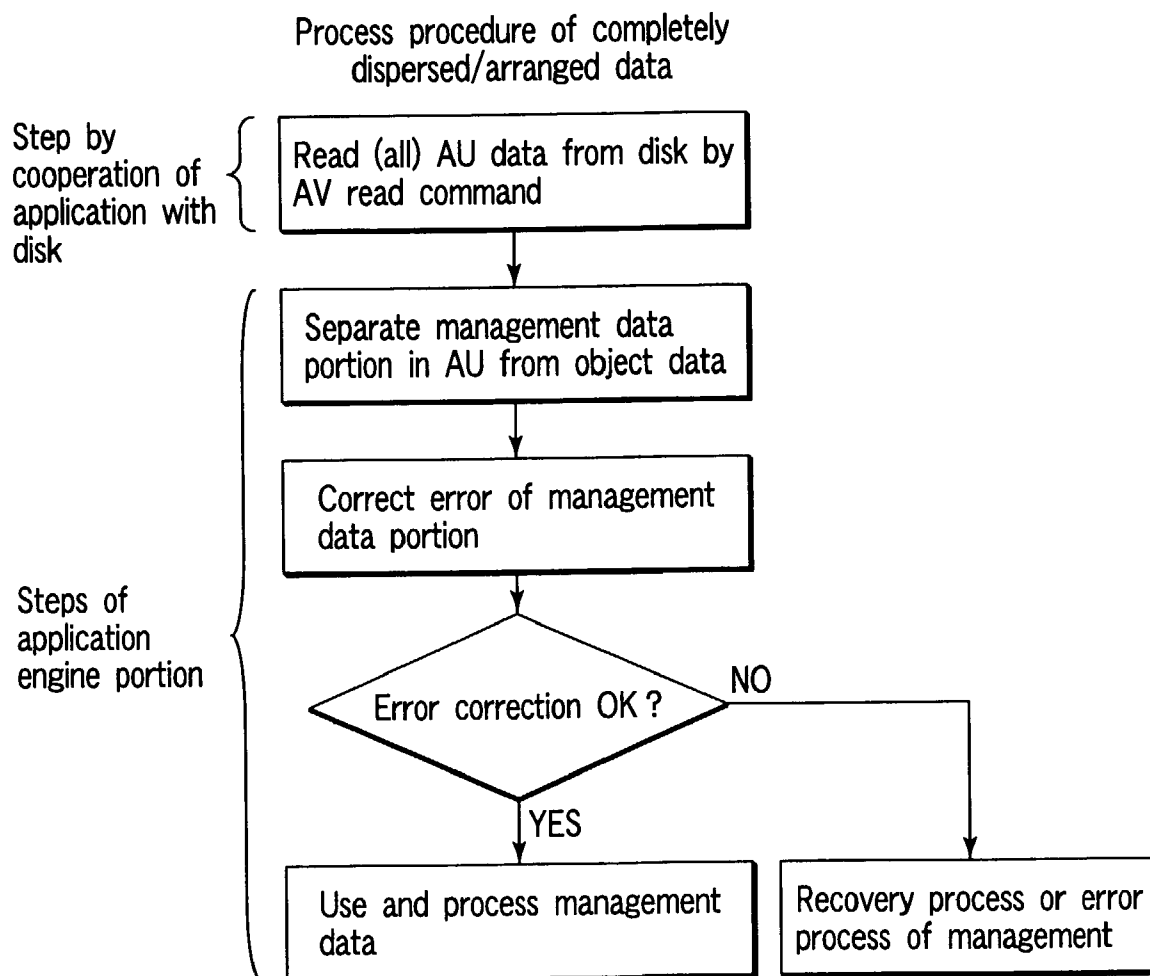 Process procedure of completely
dispersed/arranged data
Step by
cooperation of
application with
disk
Read (all) AU data from disk by
AV read command
Separate management data
portion in AU from object data
Correct error of management
data portion
Steps of
application
engine portion
Error correction OK ?
NO
YES
Use and process management
data
Recovery process or error
process of management